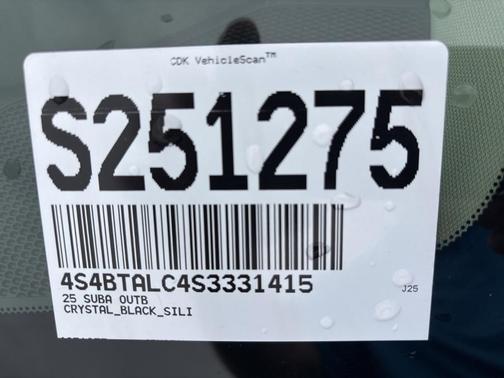 CDK VehicleScan™
S251275
4S4BTALC4S3331415
25 SUBA OUTB
J25
CRYSTAL_BLACK_SILI